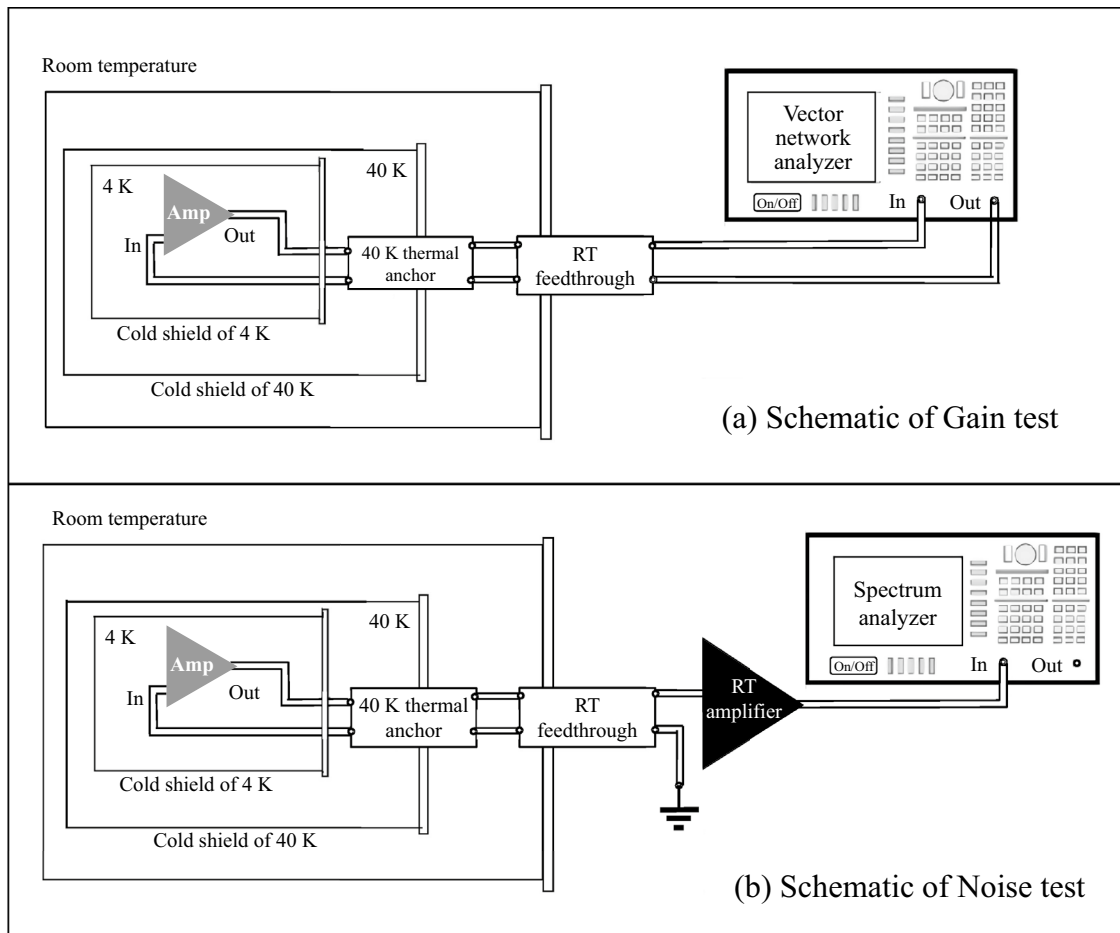 Room temperature
4 K
40 K
Amp
In
Out
40 K thermal
anchor
RT
feedthrough
Cold shield of 4 K
Cold shield of 40 K
Vector
network
analyzer
On/Off
In
Out
(a) Schematic of Gain test
Room temperature
4 K
40 K
Amp
In
Out
40 K thermal
anchor
RT
feedthrough
Cold shield of 4 K
Cold shield of 40 K
RT
amplifier
Spectrum
analyzer
On/Off
In
Out
(b) Schematic of Noise test